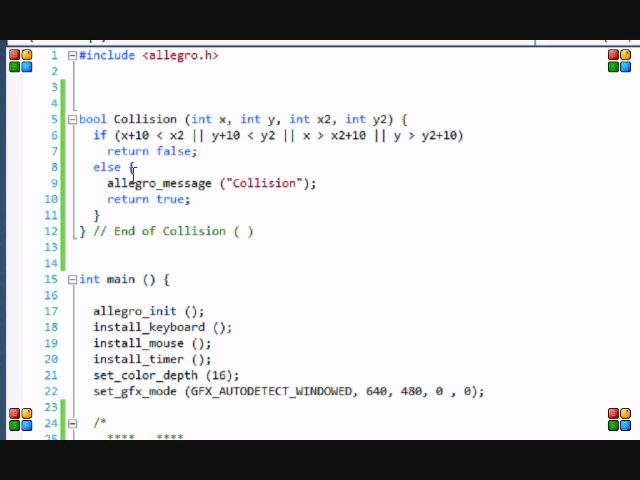 1 #include <allegro.h>
2
3
4
5 bool Collision (int x, int y, int x2, int y2) {
6 if (x+10 < x2 || y+10 < y2 || x > x2+10 || y > y2+10)
7 return false;
8 else {
9 allegro_message ("Collision");
10 return true;
11 }
12 } // End of Collision ( )
13
14
15 int main () {
16
17 allegro_init ();
18 install_keyboard ();
19 install_mouse ();
20 install_timer ();
21 set_color_depth (16);
22 set_gfx_mode (GFX_AUTODETECT_WINDOWED, 640, 480, 0 , 0);
23
24 /*